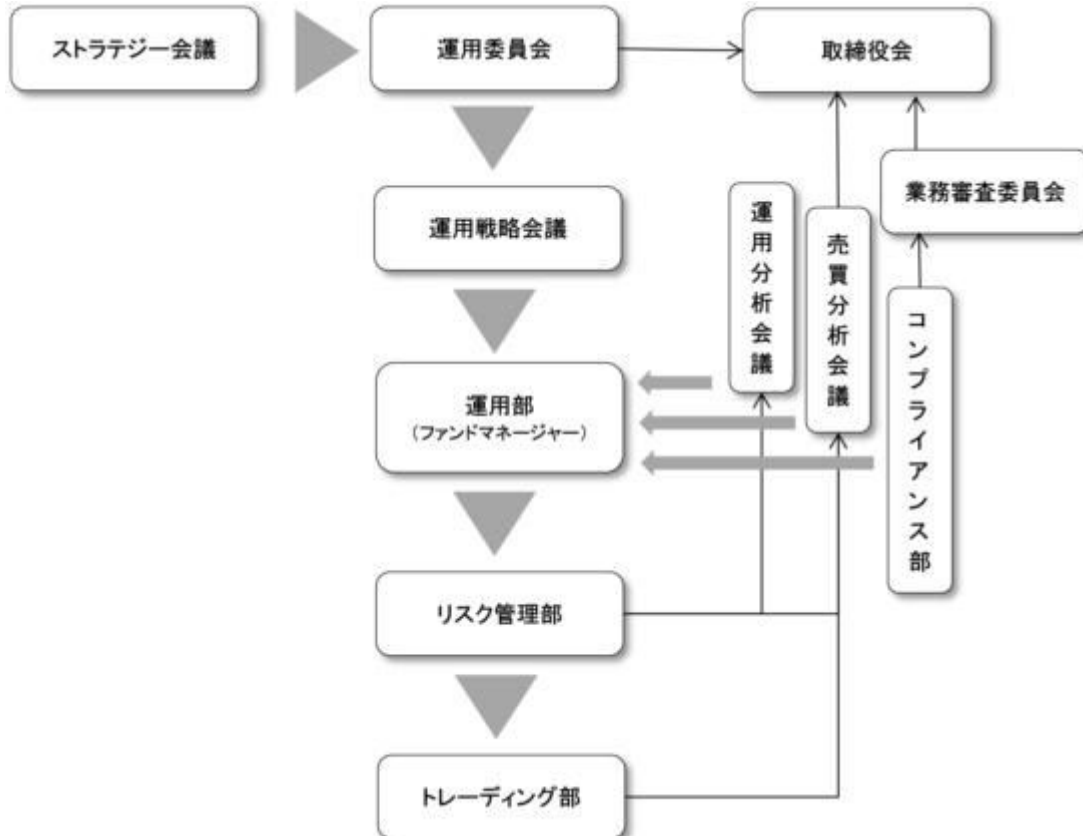 ストラテジー会議
運用委員会
取締役会
業務審査委員会
運用戦略会議
運用分析会議
売買分析会議
コンプライアンス部
運用部
(ファンドマネージャー)
リスク管理部
トレーディング部